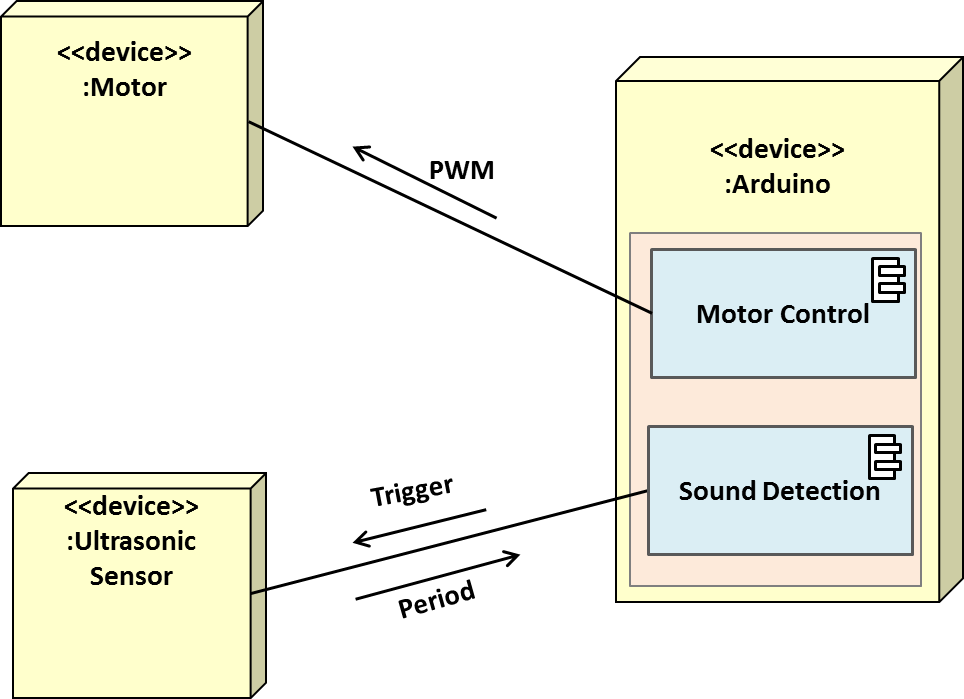 <<device>>
:Motor
PWM
<<device>>
:Arduino
Motor Control
Sound Detection
Trigger
Period
<<device>>
:Ultrasonic
Sensor